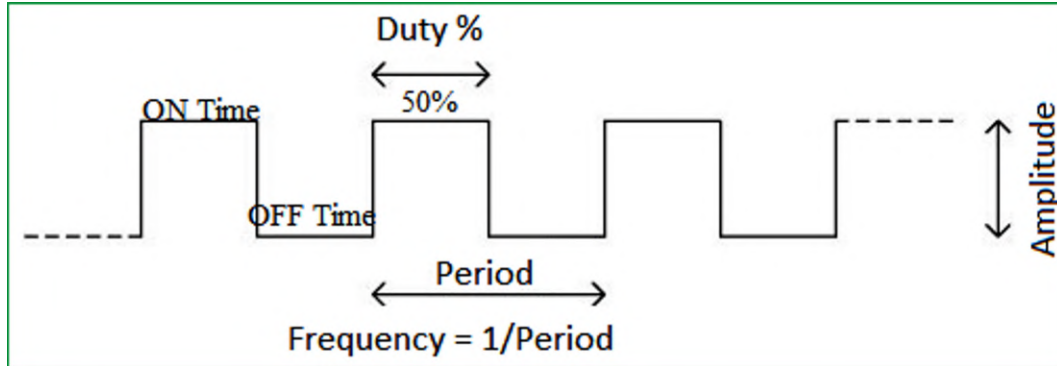 Duty %
50%
ON Time
OFF Time
Amplitude
Period
Frequency = 1/Period